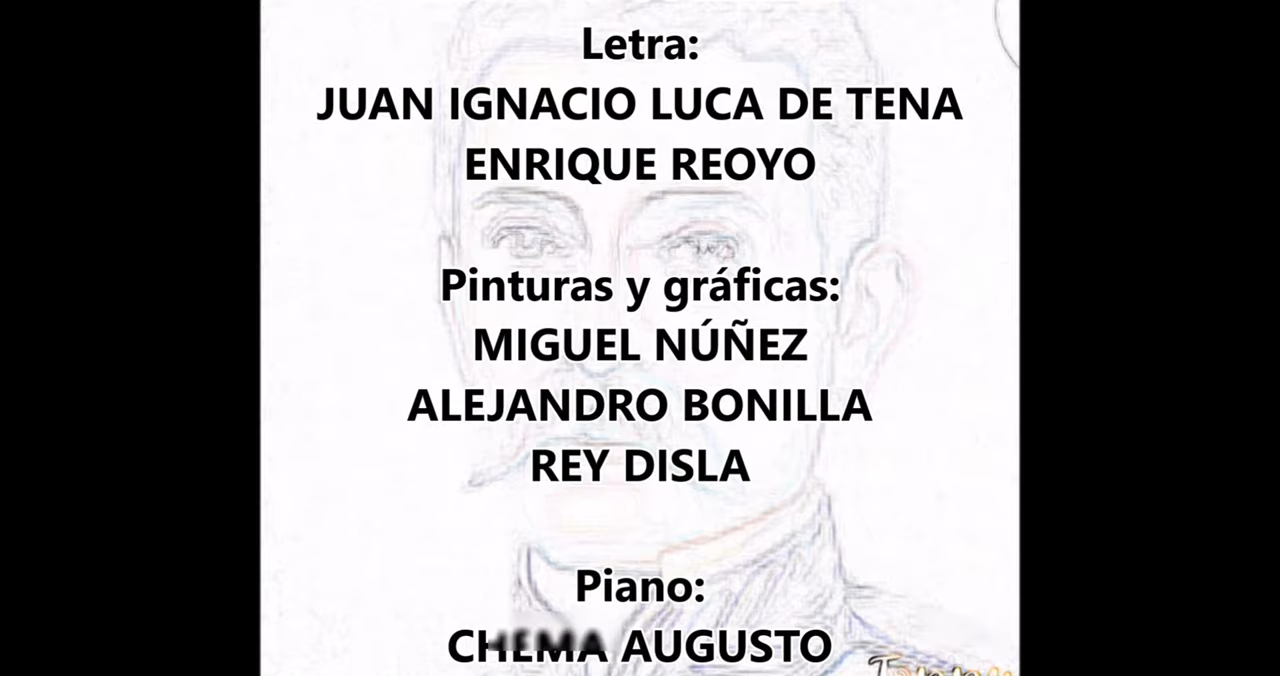 Letra:
JUAN IGNACIO LUCA DE TENA
ENRIQUE REOYO
Pinturas y gráficas:
MIGUEL NÚÑEZ
ALEJANDRO BONILLA
REY DISLA
Piano:
CHEMA AUGUSTO